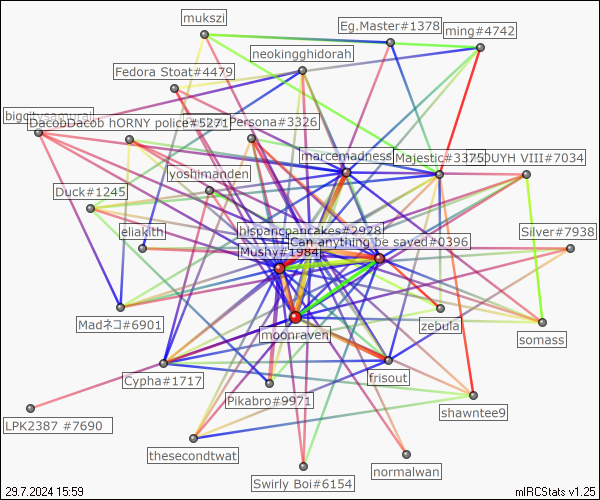 mukszi
Eg.Master#1378
ming#4742
neokingghidorah
Fedora Stoat#4479
bigcitysamurai
DacobDacob hORNY police#5271
Persona#3326
marcemadness
Majestic#3375
OUYH VIII#7034
yoshimanden
Duck#1245
eliakith
hispanicpancakes#2928
Silver#7938
Can anything be saved#0396
Mushy#1984
Madネコ#6901
moonraven
zebula
somass
Cypha#1717
frisout
Pikabro#9971
LPK2387 #7690
shawntee9
thesecondtwat
normalwan
Swirly Boi#6154
29.7.2024 15:59
mIRCStats v1.25